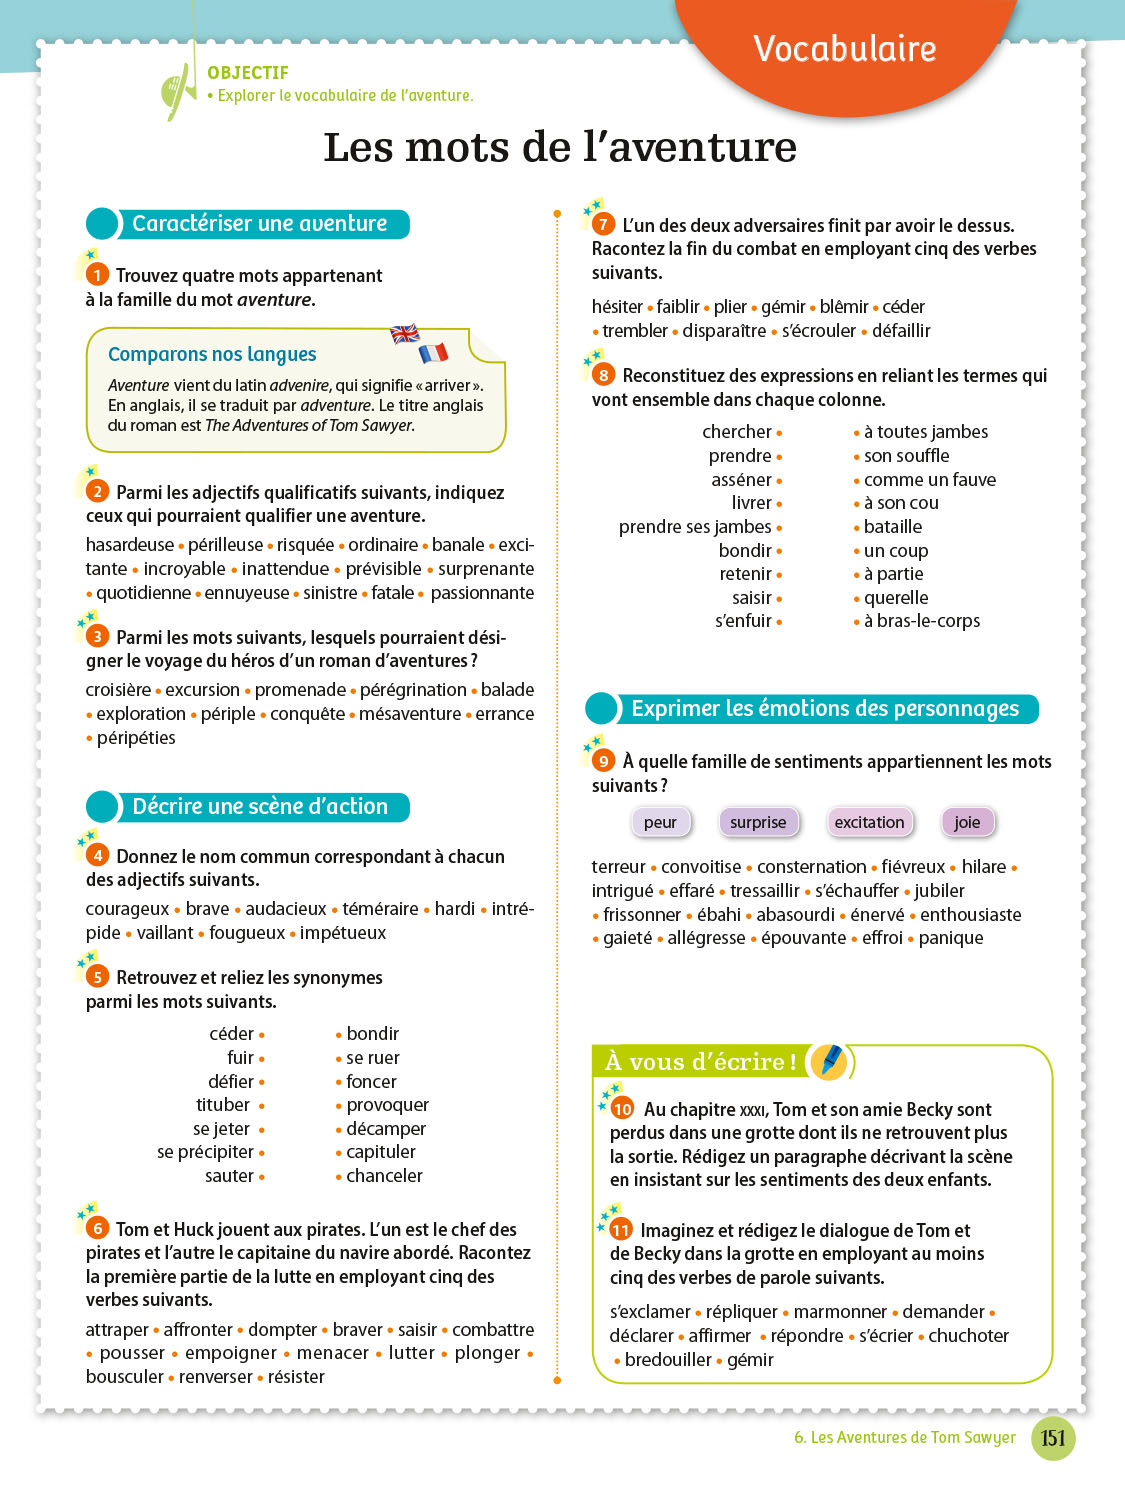 Vocabulaire
OBJECTIF
• Explorer le vocabulaire de l'aventure.
Les mots de l'aventure
Caractériser une aventure
1 Trouvez quatre mots appartenant
à la famille du mot aventure.
Comparons nos langues
Aventure vient du latin advenire, qui signifie « arriver ».
En anglais, il se traduit par adventure. Le titre anglais
du roman est The Adventures of Tom Sawyer.
2 Parmi les adjectifs qualificatifs suivants, indiquez
ceux qui pourraient qualifier une aventure.
hasardeuse • périlleuse • risquée • ordinaire • banale • exci-
tante • incroyable • inattendue • prévisible • surprenante
• quotidienne • ennuyeuse • sinistre • fatale • passionnante
3 Parmi les mots suivants, lesquels pourraient dési-
gner le voyage du héros d'un roman d'aventures ?
croisière • excursion • promenade • pérégrination • balade
• exploration • périple • conquête • mésaventure • errance
• péripéties
Décrire une scène d'action
4 Donnez le nom commun correspondant à chacun
des adjectifs suivants.
courageux • brave • audacieux • téméraire • hardi • intré-
pide • vaillant • fougueux • impétueux
5 Retrouvez et reliez les synonymes
parmi les mots suivants.
céder • • bondir
fuir • • se ruer
défier • • foncer
tituber • • provoquer
se jeter • • décamper
se précipiter • • capituler
sauter • • chanceler
6 Tom et Huck jouent aux pirates. L'un est le chef des
pirates et l'autre le capitaine du navire abordé. Racontez
la première partie de la lutte en employant cinq des
verbes suivants.
attraper • affronter • dompter • braver • saisir • combattre
• pousser • empoigner • menacer • lutter • plonger •
bousculer • renverser • résister
7 L'un des deux adversaires finit par avoir le dessus.
Racontez la fin du combat en employant cinq des verbes
suivants.
hésiter • faiblir • plier • gémir • blêmir • céder
• trembler • disparaître • s'écrouler • défaillir
8 Reconstituez des expressions en reliant les termes qui
vont ensemble dans chaque colonne.
chercher • • à toutes jambes
prendre • • son souffle
asséner • • comme un fauve
livrer • • à son cou
prendre ses jambes • • bataille
bondir • • un coup
retenir • • à partie
saisir • • querelle
s'enfuir • • à bras-le-corps
Exprimer les émotions des personnages
9 À quelle famille de sentiments appartiennent les mots
suivants ?
peur surprise excitation joie
terreur • convoitise • consternation • fiévreux • hilare •
intrigué • effaré • tressaillir • s'échauffer • jubiler
• frissonner • ébahi • abasourdi • énervé • enthousiaste
• gaieté • allégresse • épouvante • effroi • panique
À vous d'écrire !
10 Au chapitre XXXI, Tom et son amie Becky sont
perdus dans une grotte dont ils ne retrouvent plus
la sortie. Rédigez un paragraphe décrivant la scène
en insistant sur les sentiments des deux enfants.
11 Imaginez et rédigez le dialogue de Tom et
de Becky dans la grotte en employant au moins
cinq des verbes de parole suivants.
s'exclamer • répliquer • marmonner • demander •
déclarer • affirmer • répondre • s'écrier • chuchoter
• bredouiller • gémir
6. Les Aventures de Tom Sawyer 151